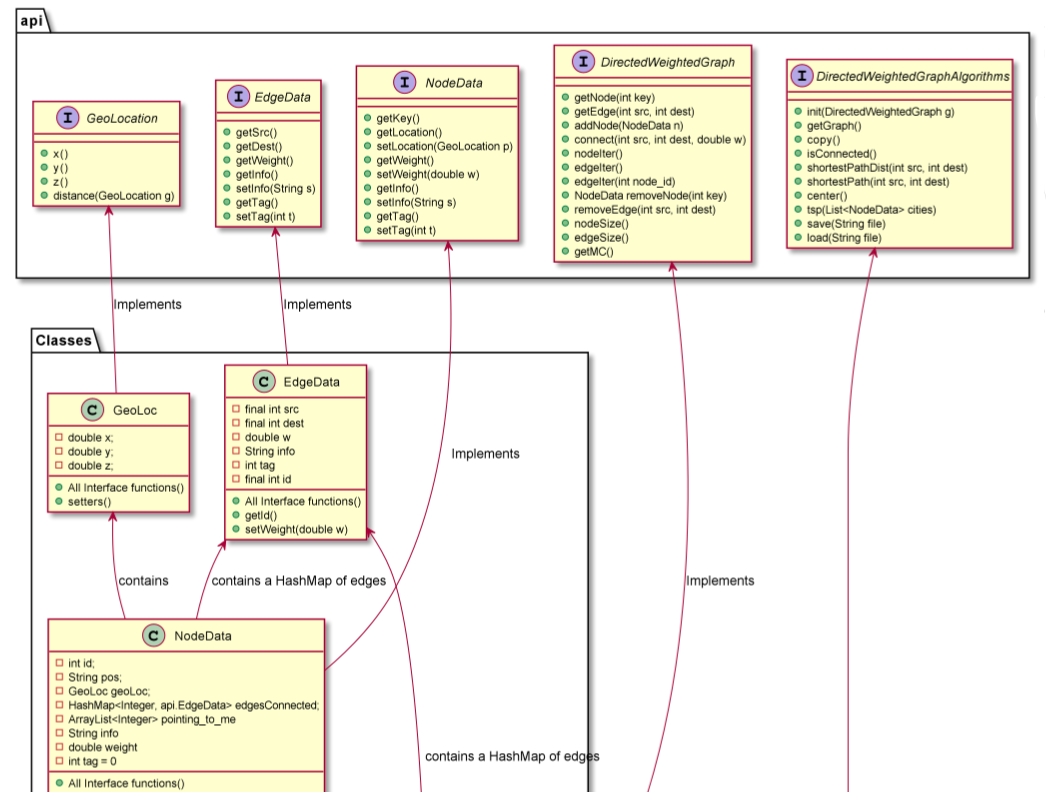 api
I GeoLocation
x()
y()
z()
distance(GeoLocation g)
I EdgeData
getSrc()
getDest()
getWeight()
getInfo()
setInfo(String s)
getTag()
setTag(int t)
I NodeData
getKey()
getLocation()
setLocation(GeoLocation p)
getWeight()
setWeight(double w)
getInfo()
setInfo(String s)
getTag()
setTag(int t)
I DirectedWeightedGraph
getNode(int key)
getEdge(int src, int dest)
addNode(NodeData n)
connect(int src, int dest, double w)
nodeIter()
edgeIter()
edgeIter(int node_id)
NodeData removeNode(int key)
removeEdge(int src, int dest)
nodeSize()
edgeSize()
getMC()
I DirectedWeightedGraphAlgorithms
init(DirectedWeightedGraph g)
getGraph()
copy()
isConnected()
shortestPathDist(int src, int dest)
shortestPath(int src, int dest)
center()
tsp(List<NodeData> cities)
save(String file)
load(String file)
Implements
Implements
Classes
C GeoLoc
double x;
double y;
double z;
All Interface functions()
setters()
C EdgeData
final int src
final int dest
double w
String info
int tag
final int id
All Interface functions()
getId()
setWeight(double w)
Implements
contains
contains a HashMap of edges
Implements
C NodeData
int id;
String pos;
GeoLoc geoLoc;
HashMap<Integer, api.EdgeData> edgesConnected;
ArrayList<Integer> pointing_to_me
String info
double weight
int tag = 0
All Interface functions()
contains a HashMap of edges